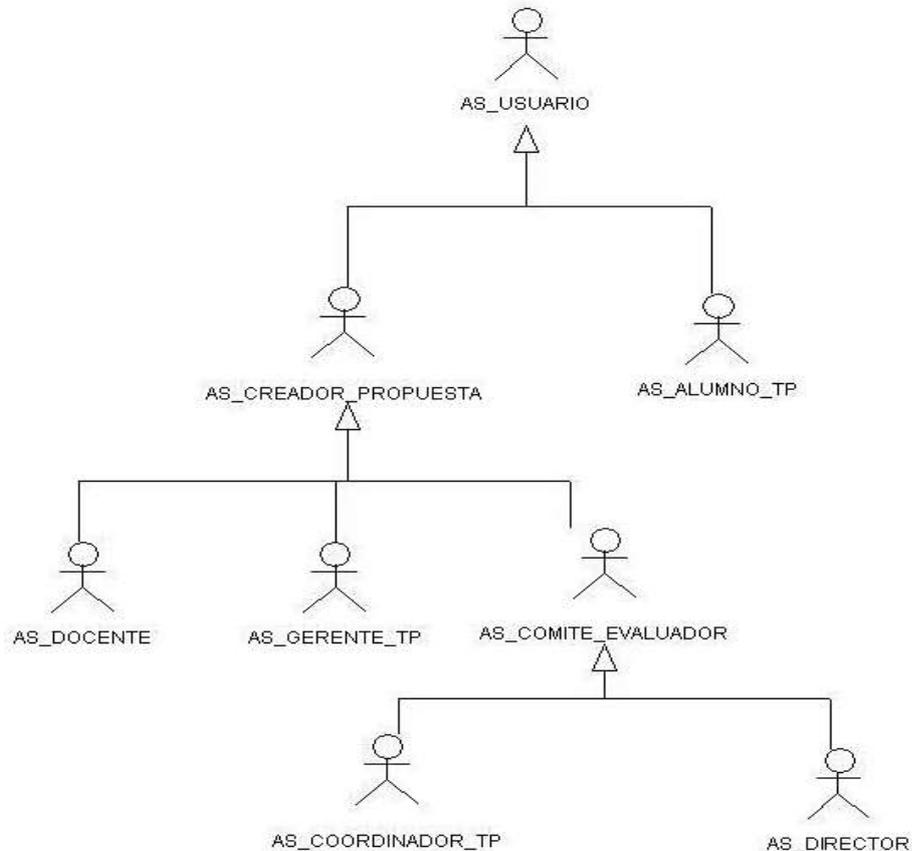 AS_USUARIO
AS_CREADOR_PROPUESTA
AS_ALUMNO_TP
AS_DOCENTE
AS_GERENTE_TP
AS_COMITE_EVALUADOR
AS_COORDINADOR_TP
AS_DIRECTOR